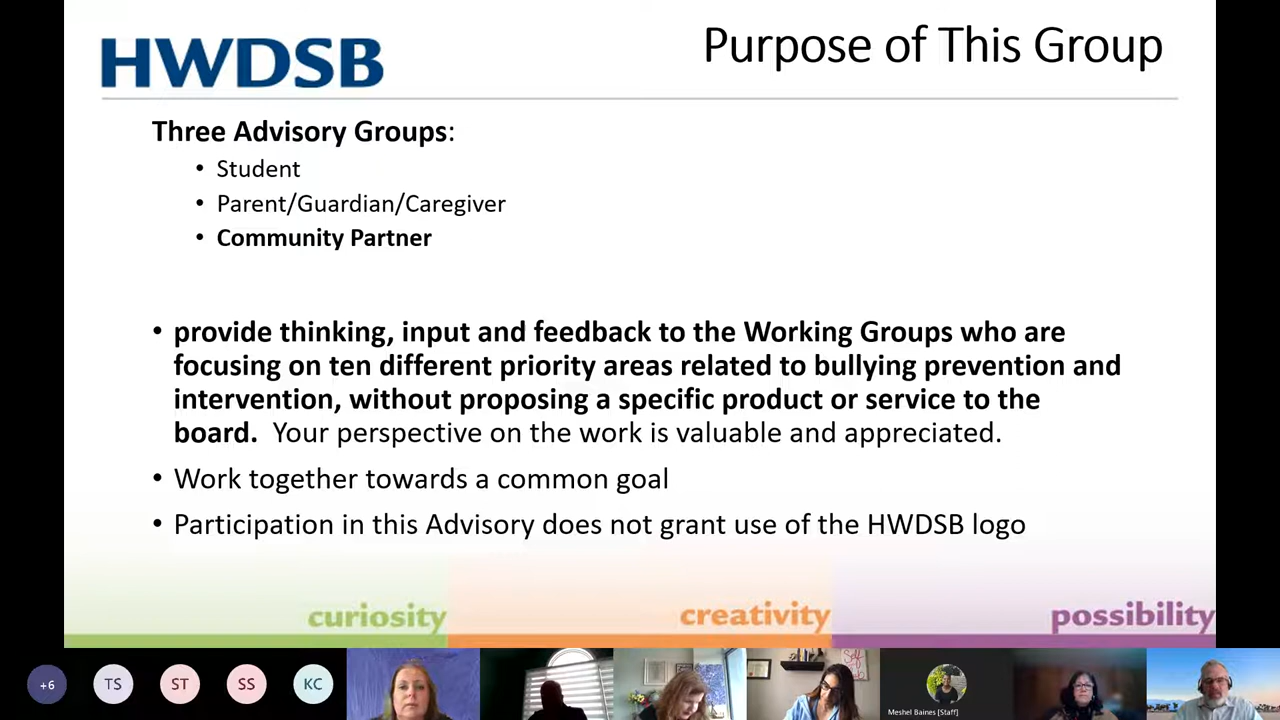 HWDSB
Purpose of This Group
Three Advisory Groups:
• Student
• Parent/Guardian/Caregiver
• Community Partner
• provide thinking, input and feedback to the Working Groups who are
focusing on ten different priority areas related to bullying prevention and
intervention, without proposing a specific product or service to the
board. Your perspective on the work is valuable and appreciated.
• Work together towards a common goal
• Participation in this Advisory does not grant use of the HWDSB logo
curiosity
creativity
possibility
+6
TS
ST
SS
KC
Meshel Baines [Staff]